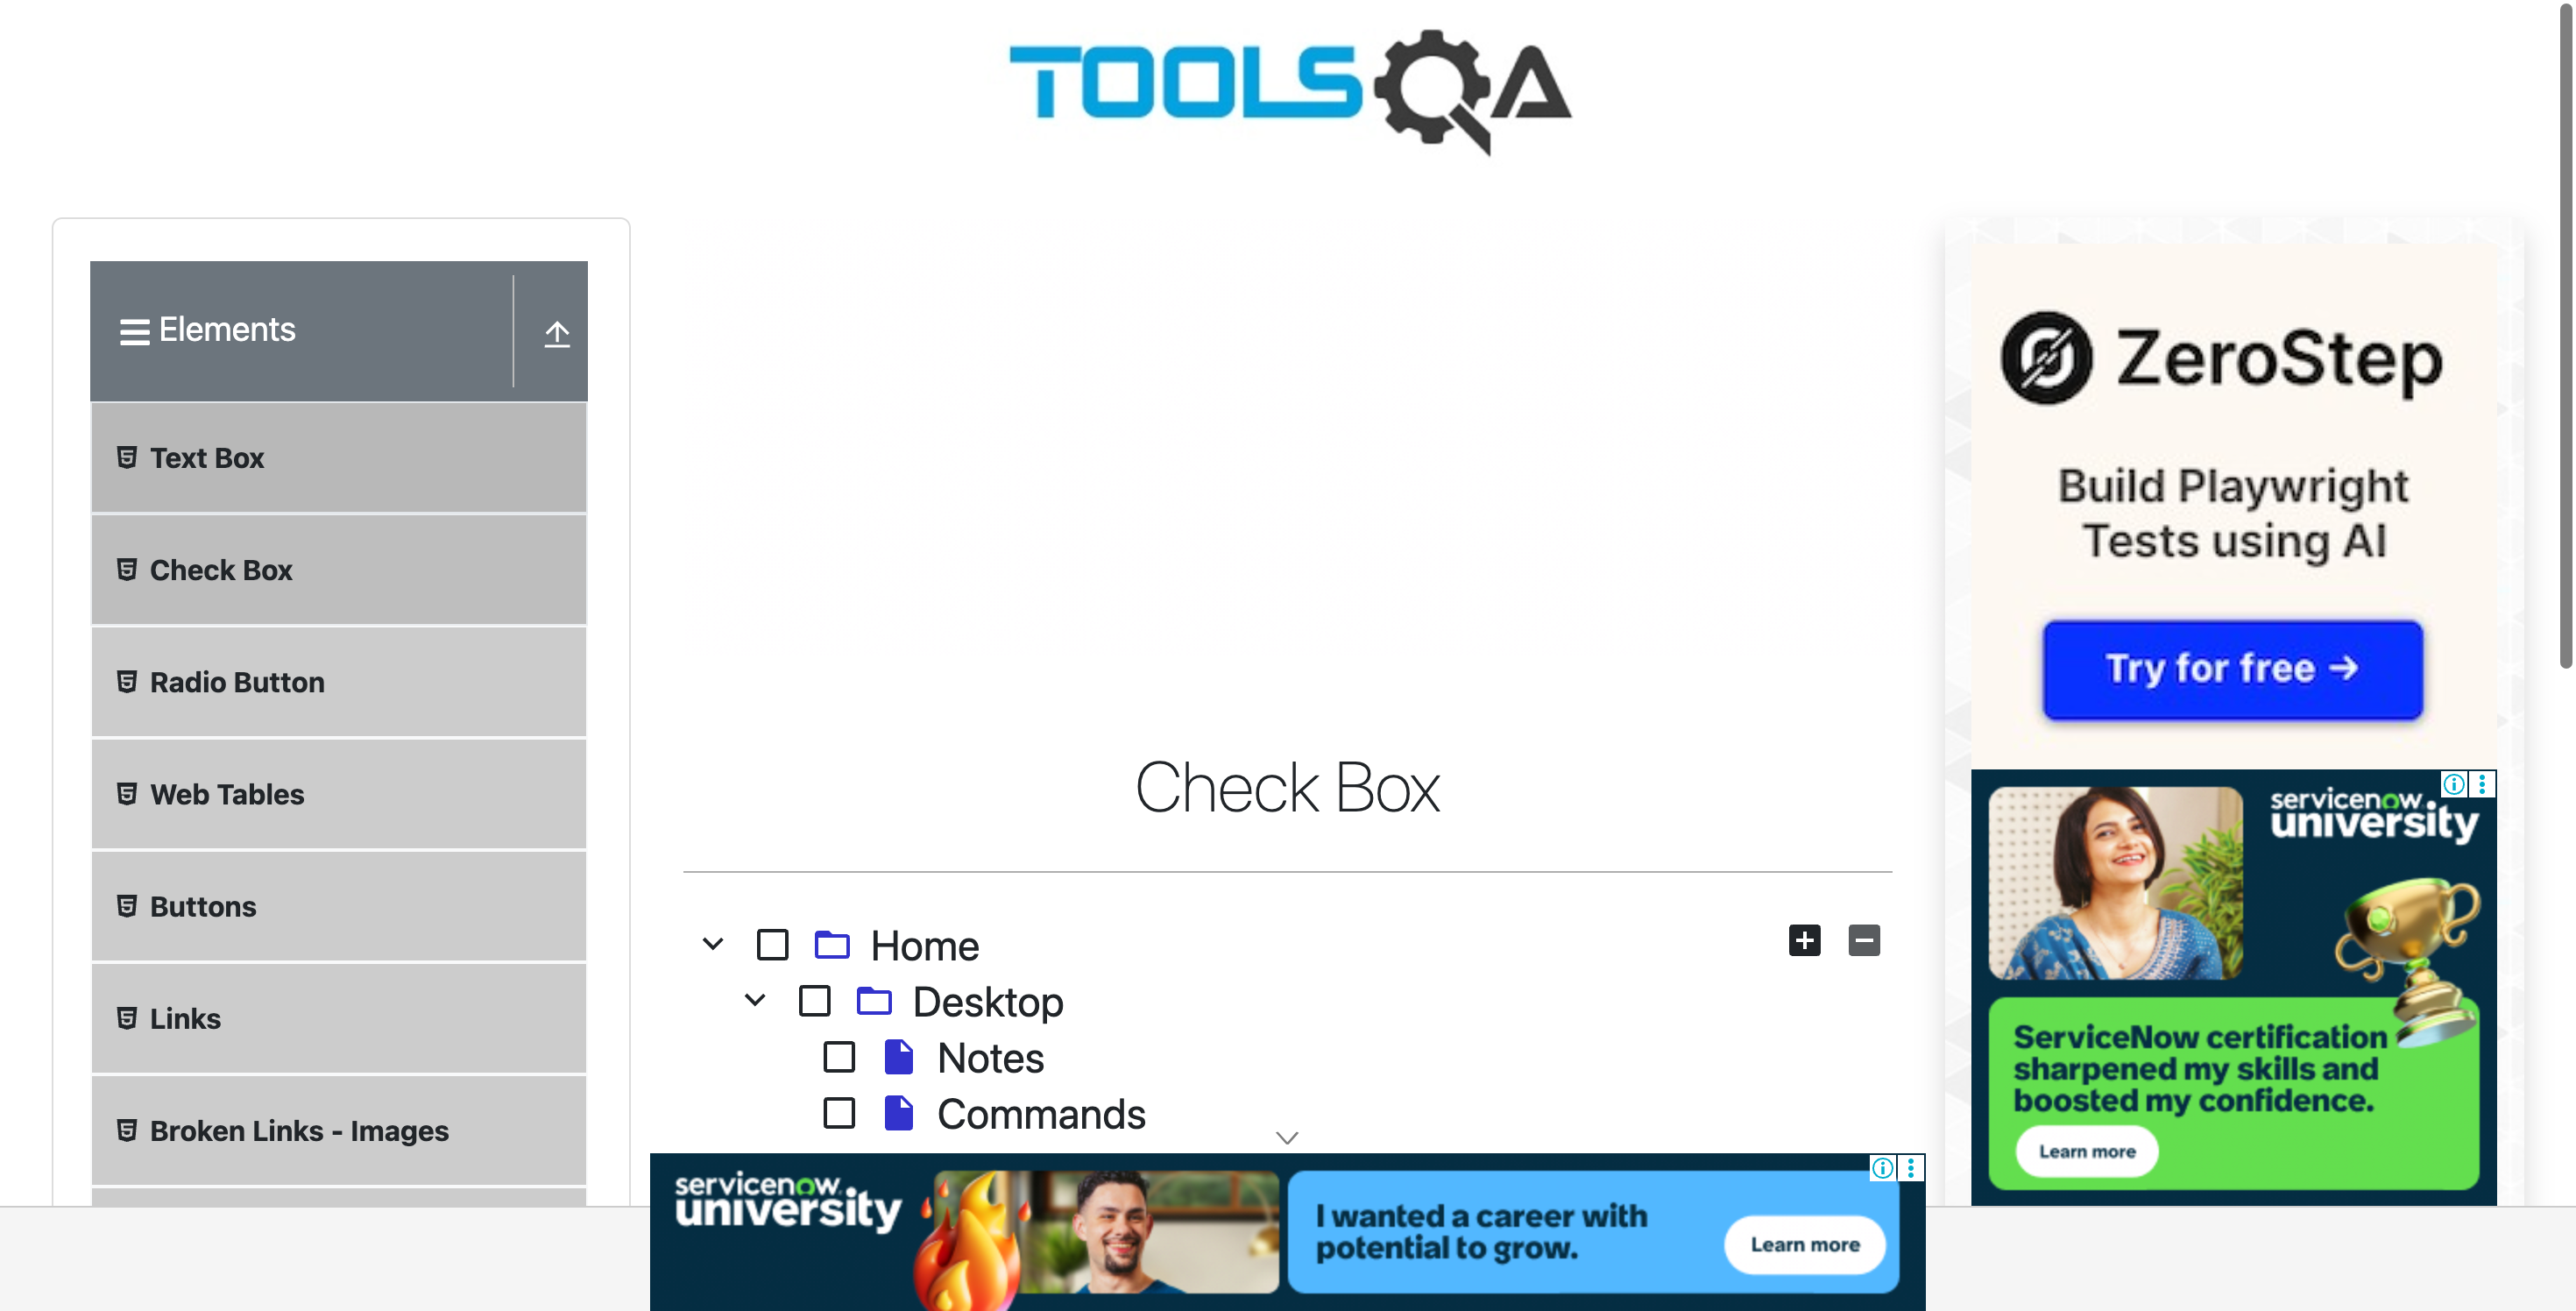 TOOLSQA
Elements
Text Box
Check Box
Radio Button
Web Tables
Buttons
Links
Broken Links - Images
Check Box
Home
Desktop
Notes
Commands
ZeroStep
Build Playwright
Tests using AI
Try for free →
servicenow
university
ServiceNow certification
sharpened my skills and
boosted my confidence.
Learn more
servicenow
university
I wanted a career with
potential to grow.
Learn more